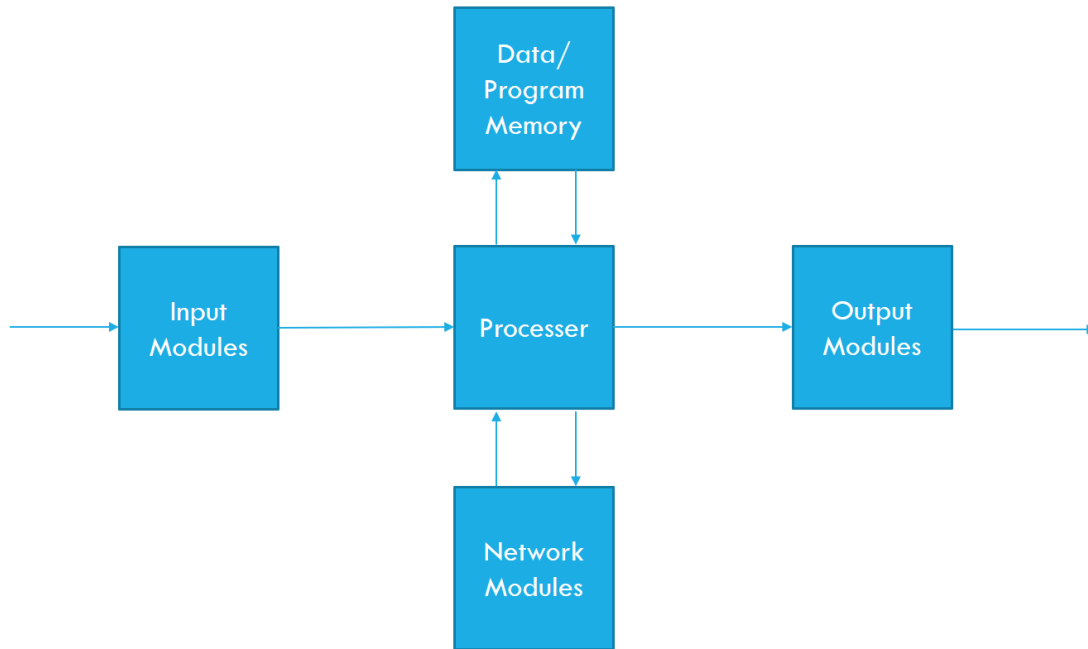 Data/
Program
Memory
Input
Modules
Processer
Output
Modules
Network
Modules